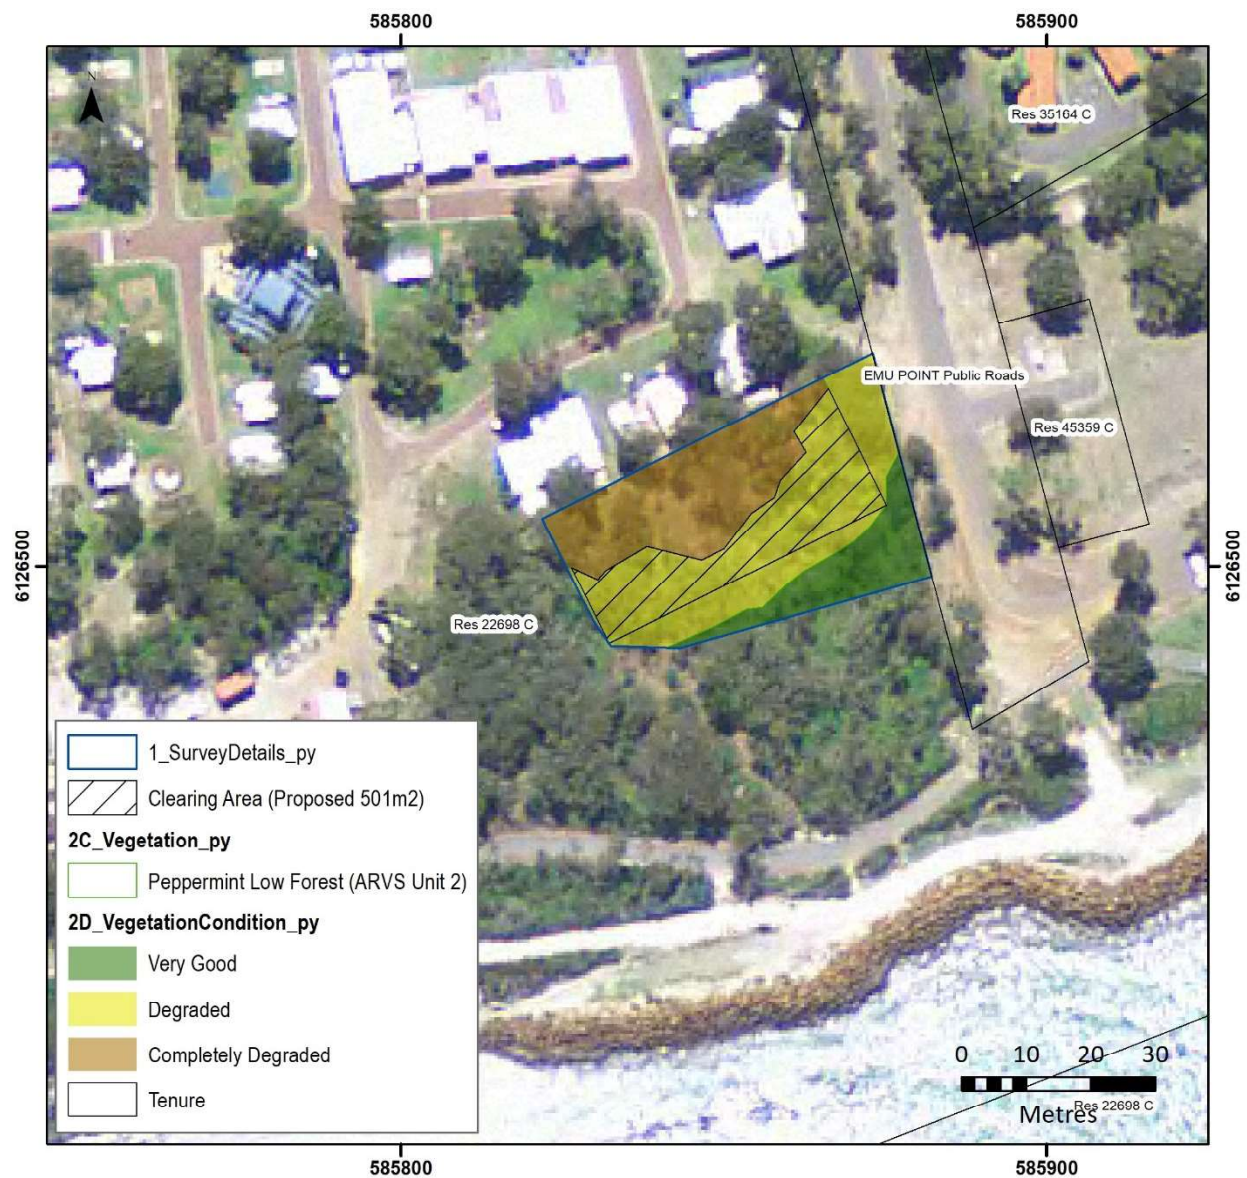 585800
585900
N
Res 35164 C
EMU POINT Public Roads
Res 45359 C
6126500
6126500
Res 22698 C
1_SurveyDetails_py
Clearing Area (Proposed 501m2)
2C_Vegetation_py
Peppermint Low Forest (ARVS Unit 2)
2D_VegetationCondition_py
Very Good
Degraded
Completely Degraded
Tenure
0 10 20 30
Metres
Res 22698 C
585800
585900